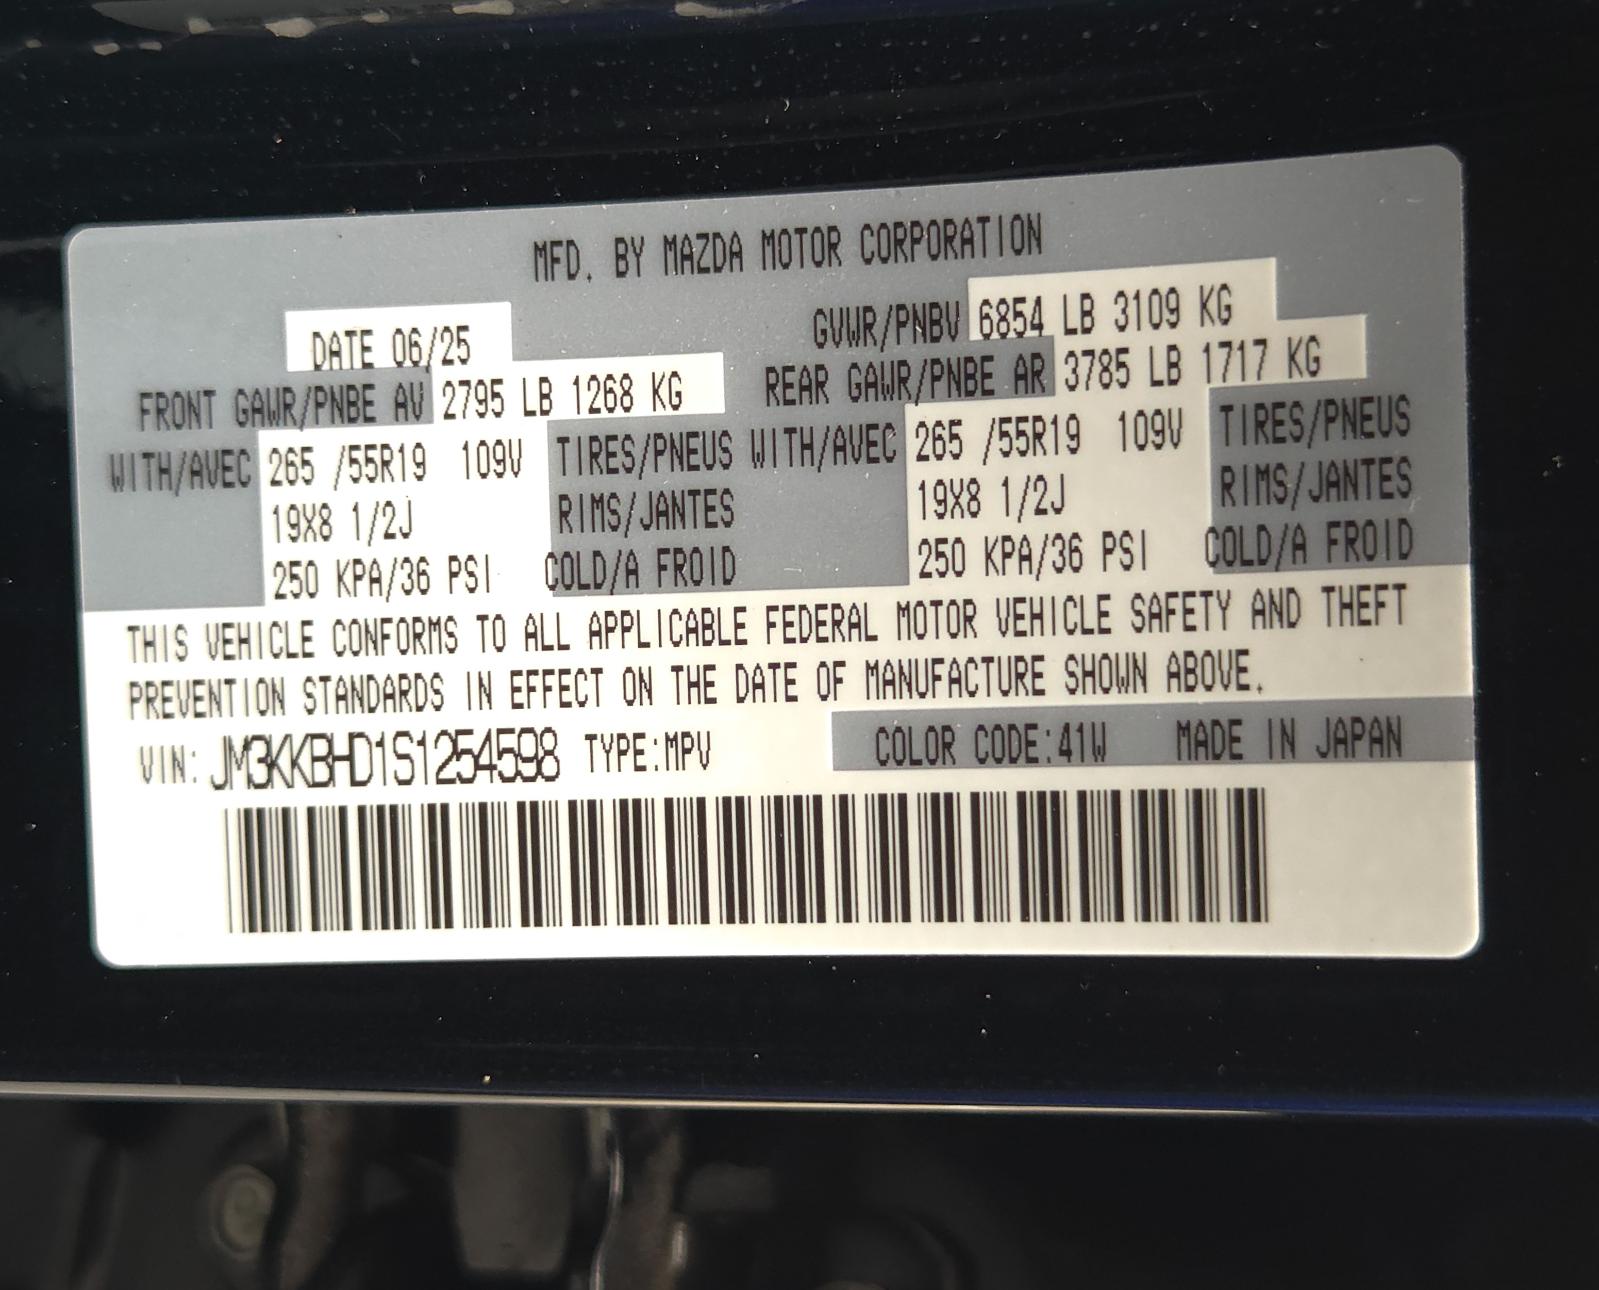 MFD. BY MAZDA MOTOR CORPORATION
DATE 06/25 GVWR/PNBV 6854 LB 3109 KG
FRONT GAWR/PNBE AV 2795 LB 1268 KG REAR GAWR/PNBE AR 3785 LB 1717 KG
WITH/AVEC 265 /55R19 109V TIRES/PNEUS WITH/AVEC 265 /55R19 109V TIRES/PNEUS
19X8 1/2J RIMS/JANTES 19X8 1/2J RIMS/JANTES
250 KPA/36 PSI COLD/A FROID 250 KPA/36 PSI COLD/A FROID
THIS VEHICLE CONFORMS TO ALL APPLICABLE FEDERAL MOTOR VEHICLE SAFETY AND THEFT
PREVENTION STANDARDS IN EFFECT ON THE DATE OF MANUFACTURE SHOWN ABOVE.
VIN: JM3KKBHD1S1254598 TYPE:MPV COLOR CODE:41W MADE IN JAPAN